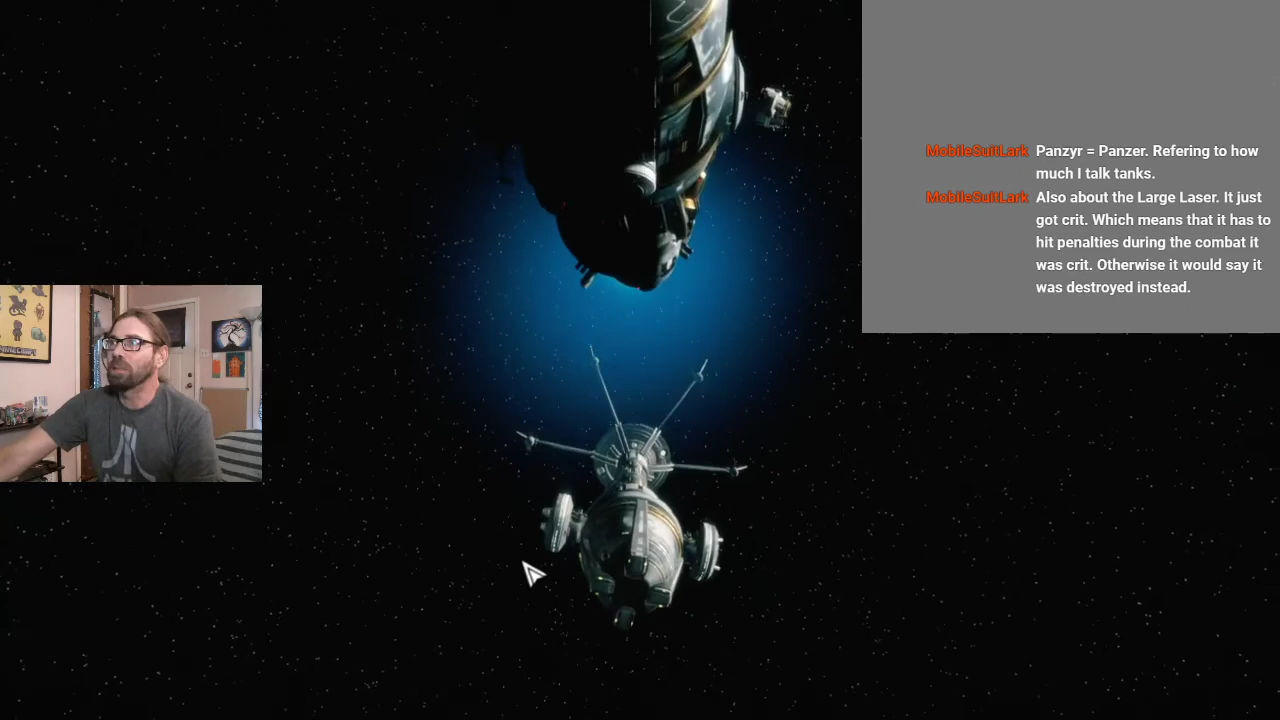 MobileSuitLark Panzyr = Panzer. Refering to how
much I talk tanks.
MobileSuitLark Also about the Large Laser. It just
got crit. Which means that it has to
hit penalties during the combat it
was crit. Otherwise it would say it
was destroyed instead.